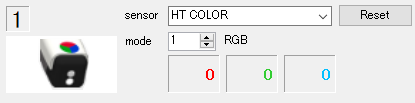 1
sensor HT COLOR Reset
mode 1 RGB
0 0 0